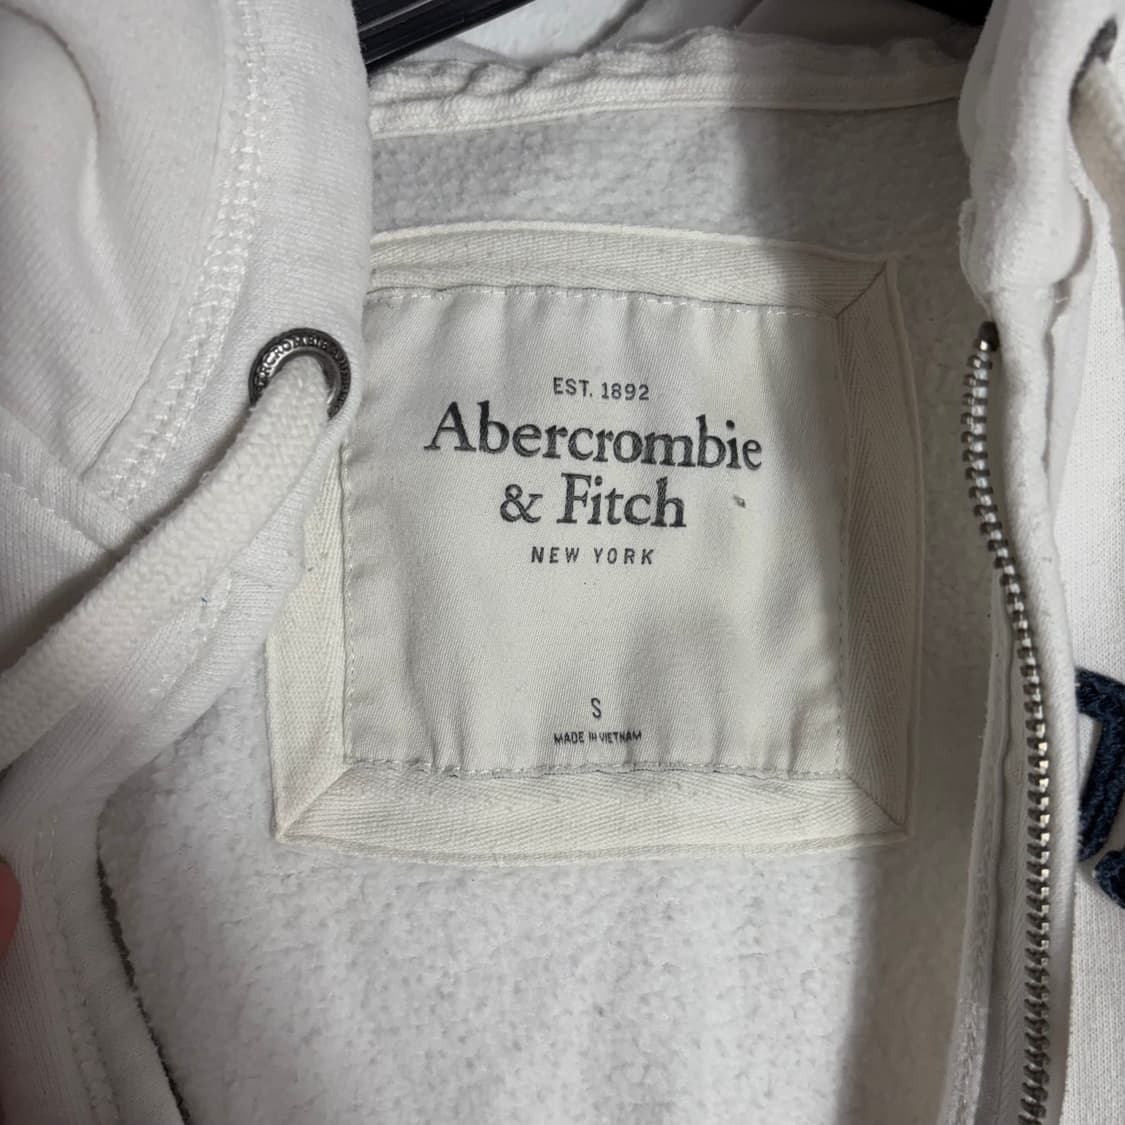 EST. 1892
Abercrombie
& Fitch
NEW YORK
S
MADE IN VIETNAM